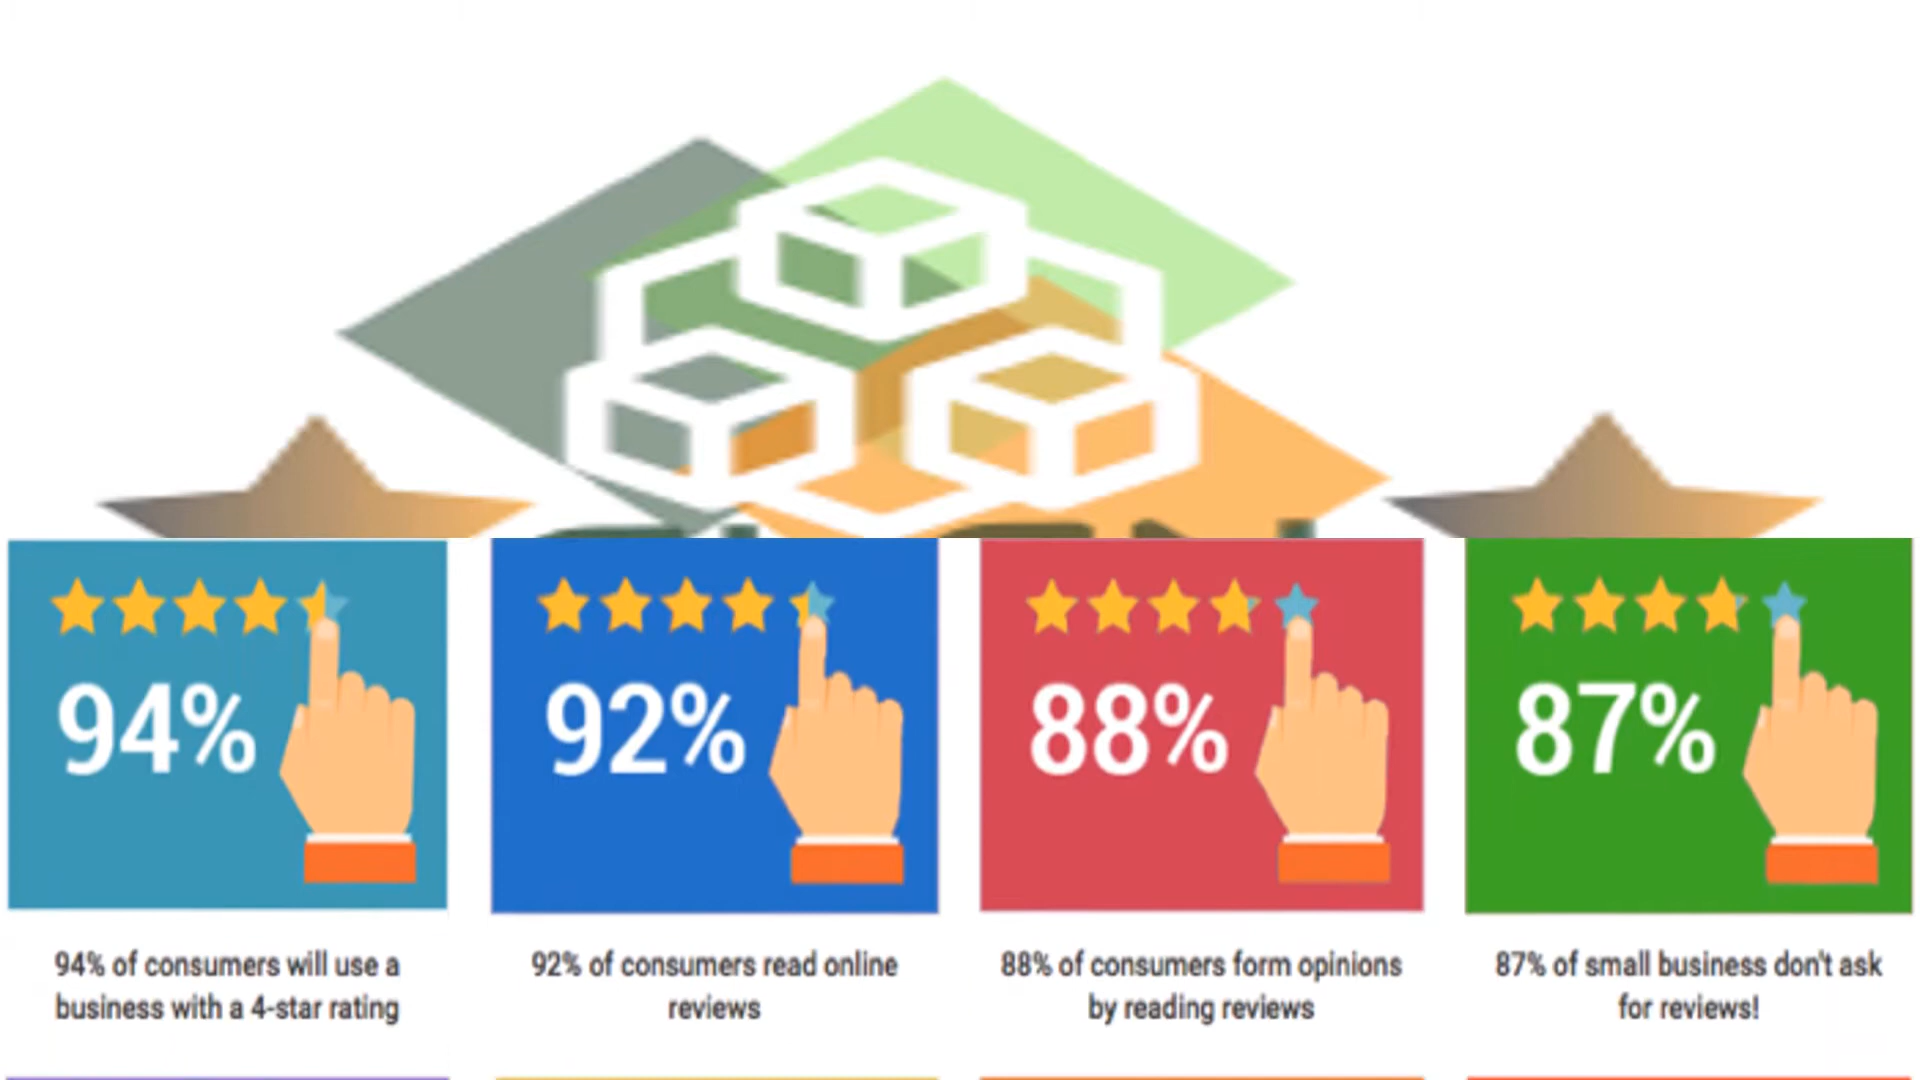 94%
92%
88%
87%
94% of consumers will use a
business with a 4-star rating
92% of consumers read online
reviews
88% of consumers form opinions
by reading reviews
87% of small business don't ask
for reviews!